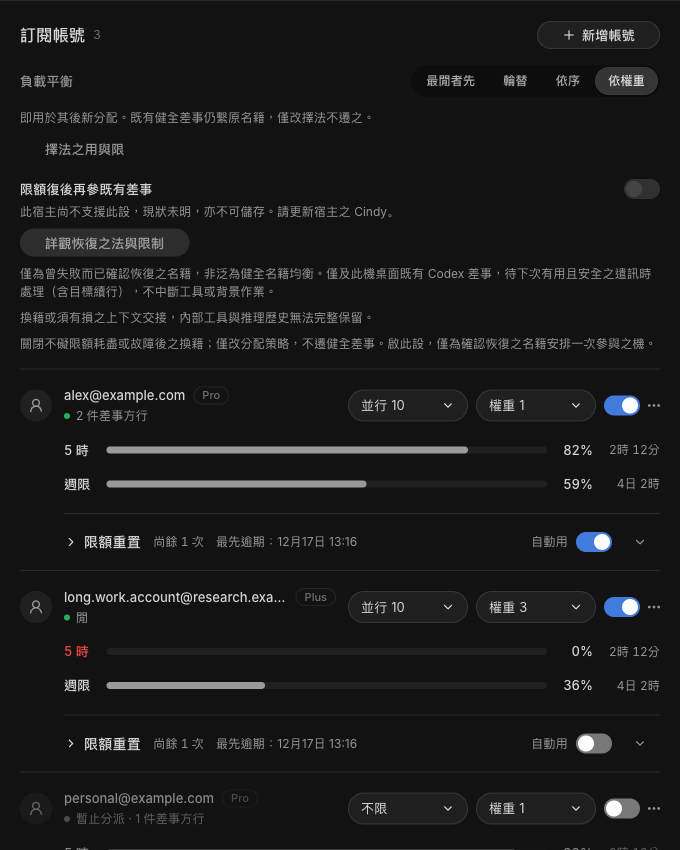 訂閱帳號 3
＋ 新增帳號
負載平衡
最閒者先 輪替 依序 依權重
即用於其後新分配。既有健全差事仍繫原名籍，僅改擇法不遷之。
擇法之用與限
限額復後再參既有差事
此宿主尚不支援此設，現狀未明，亦不可儲存。請更新宿主之 Cindy。
詳觀恢復之法與限制
僅為曾失敗而已確認恢復之名籍，非泛為健全名籍均衡。僅及此機桌面既有 Codex 差事，待下次有用且安全之遣訊時
處理（含目標續行），不中斷工具或背景作業。
換籍或須有損之上下文交接，內部工具與推理歷史無法完整保留。
關閉不礙限額耗盡或故障後之換籍；僅改分配策略，不遷健全差事。啟此設，僅為確認恢復之名籍安排一次參與之機。
alex@example.com Pro
並行 10 權重 1
2 件差事方行
5 時 82% 2時 12分
週限 59% 4日 2時
限額重置 尚餘 1 次 最先逾期：12月17日 13:16 自動用
long.work.account@research.exa... Plus
並行 10 權重 3
閒
5 時 0% 2時 12分
週限 36% 4日 2時
限額重置 尚餘 1 次 最先逾期：12月17日 13:16 自動用
personal@example.com Pro
不限 權重 1
暫止分派 · 1 件差事方行